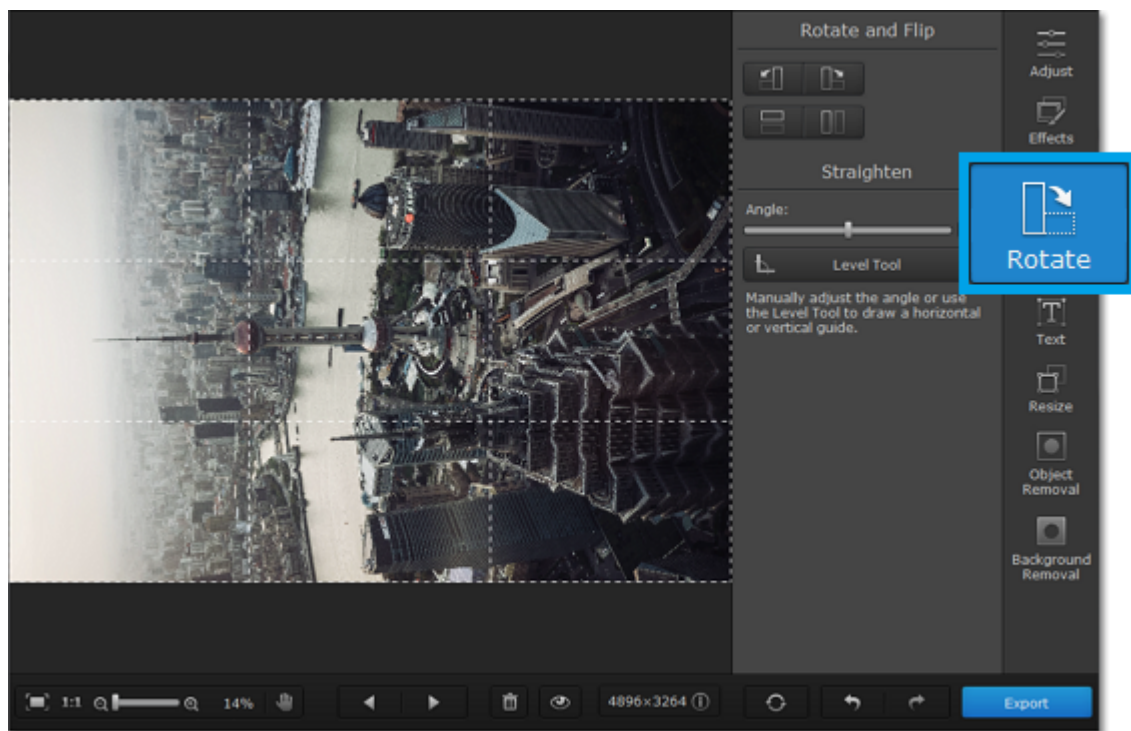 Rotate and Flip
Straighten
Angle:
Level Tool
Manually adjust the angle or use
the Level Tool to draw a horizontal
or vertical guide.
Adjust
Effects
Rotate
Text
Resize
Object
Removal
Background
Removal
1:1
14%
4896×3264
Export